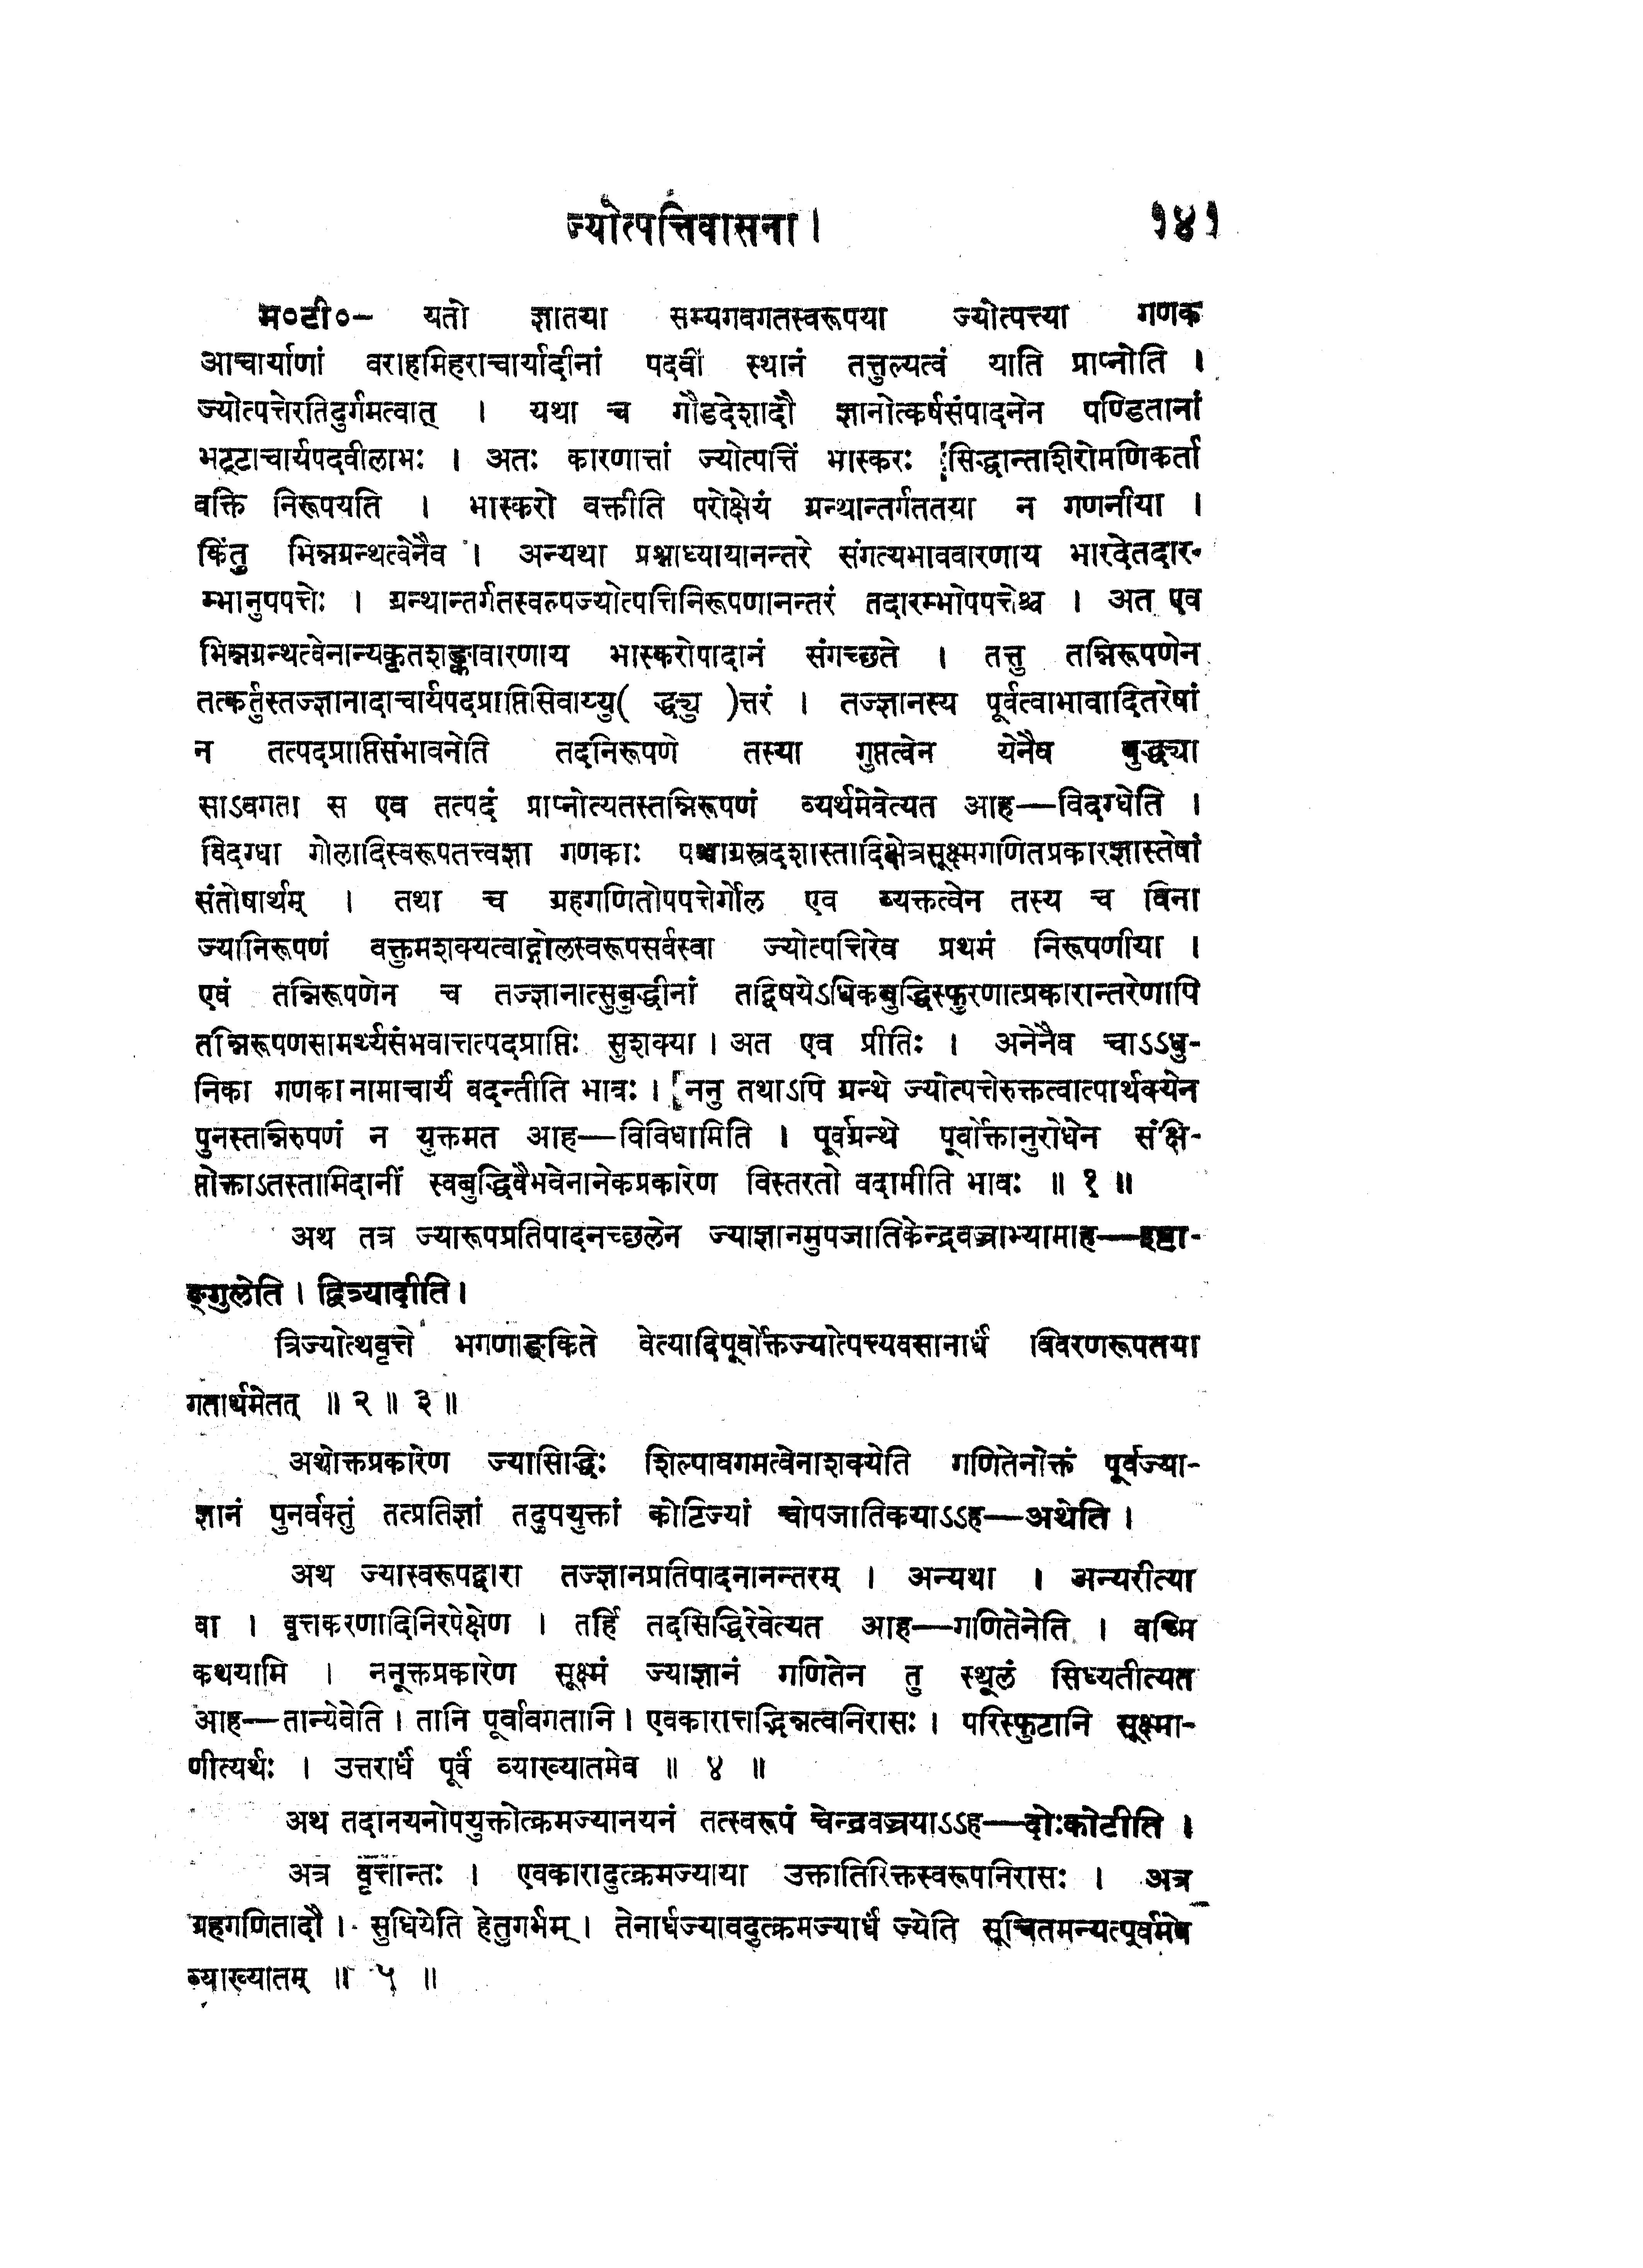 ज्योत्पत्तिवासना। १४१
म०टी०— यतो ज्ञातया सम्यगवगतस्वरूपया ज्योत्पत्त्या गणक
आचार्याणां वराहमिहराचार्यादीनां पदवीं स्थानं तत्तुल्यत्वं याति प्राप्नोति ।
ज्योत्पत्तेरतिदुर्गमत्वात् । यथा च गौडदेशादौ ज्ञानोत्कर्षसंपादनेन पण्डितानां
भट्टाचार्यपदवीलाभः । अतः कारणात्तां ज्योत्पत्तिं भास्करः सिद्धान्तशिरोमणिकर्ता
वक्ति निरूपयति । भास्करो वक्तीति परोक्षेयं ग्रन्थान्तर्गततया न गणनीया ।
किंतु भिन्नग्रन्थत्वेनैव । अन्यथा प्रश्नाध्यायानन्तरे संगत्यभाववारणाय भारदेतदार-
म्भानुपपत्तेः । ग्रन्थान्तर्गतस्वल्पज्योत्पत्तिनिरूपणानन्तरं तदारम्भोपपत्तेश्च । अत एव
भिन्नग्रन्थत्वेनान्यकृतशङ्कावारणाय भास्करोपादानं संगच्छते । तत्तु तन्निरूपणेन
तत्कर्तुस्तज्ज्ञानादाचार्यपदप्राप्तिसिवाय्यु( द्धच्यु )त्तरं । तज्ज्ञानस्य पूर्वत्वाभावादितरेषां
न तत्पदप्राप्तिसंभावनेति तदनिरूपणे तस्या गुप्तत्वेन येनैव बुद्ध्या
साऽवगता स एव तत्पदं प्राप्नोत्यतस्तन्निरूपणं व्यर्थमेवेत्यत आह—विदग्धेति ।
विदग्धा गोलादिस्वरूपतत्त्वज्ञा गणकाः पञ्चाग्रस्त्रदशास्तादिक्षेत्रसूक्ष्मगणितप्रकारज्ञास्तेषां
संतोषार्थम् । तथा च ग्रहगणितोपपत्तेर्गोल एव व्यक्तत्वेन तस्य च विना
ज्यानिरूपणं वक्तुमशक्यत्वाद्गोलस्वरूपसर्वस्वा ज्योत्पत्तिरेव प्रथमं निरूपणीया ।
एवं तन्निरूपणेन च तज्ज्ञानात्सुबुद्धीनां तद्विषयेऽधिकबुद्धिस्फुरणात्प्रकारान्तरेणापि
तन्निरूपणसामर्थ्यसंभवात्तत्पदप्राप्तिः सुशक्या । अत एव प्रीतिः । अनेनैव चाऽऽधु-
निका गणका नामाचार्यं वदन्तीति भावः । ननु तथाऽपि ग्रन्थे ज्योत्पत्तेरुक्तत्वात्पार्थक्येन
पुनस्तन्निरुपणं न युक्तमत आह—विविधामिति । पूर्वग्रन्थे पूर्वोक्तानुरोधेन संक्षि-
प्तोक्ताऽतस्तामिदानीं स्वबुद्धिवैभवेनानेकप्रकारेण विस्तरतो वदामीति भावः ॥ १ ॥
अथ तत्र ज्यारूपप्रतिपादनच्छलेन ज्याज्ञानमुपजातिकेन्द्रवज्राभ्यामाह—इष्टा-
ङ्गुलेति । द्वित्र्यादीति ।
त्रिज्योत्थवृत्ते भगणाङ्किते वेत्यादिपूर्वोक्तज्योत्पत्त्यवसानार्धं विवरणरूपतया
गतार्थमेतत् ॥ २ ॥ ३ ॥
अथोक्तप्रकारेण ज्यासिद्धिः शिल्पावगमत्वेनाशक्येति गणितेनोक्तं पूर्वज्या-
ज्ञानं पुनर्वक्तुं तत्प्रतिज्ञां तदुपयुक्तां कोटिज्यां चोपजातिकयाऽऽह—अथेति ।
अथ ज्यास्वरूपद्वारा तज्ज्ञानप्रतिपादनानन्तरम् । अन्यथा । अन्यरीत्या
वा । वृत्तकरणादिनिरपेक्षेण । तर्हि तदसिद्धिरेवेत्यत आह—गणितेनेति । वच्मि
कथयामि । ननूक्तप्रकारेण सूक्ष्मं ज्याज्ञानं गणितेन तु स्थूलं सिध्यतीत्यत
आह—तान्येवेति । तानि पूर्वावगतानि । एवकारात्तद्भिन्नत्वनिरासः । परिस्फुटानि सूक्ष्मा-
णीत्यर्थः । उत्तरार्धं पूर्वं व्याख्यातमेव ॥ ४ ॥
अथ तदानयनोपयुक्तोत्क्रमज्यानयनं तत्स्वरूपं चेन्द्रवज्रयाऽऽह—दोःकोटीति ।
अत्र वृत्तान्तः । एवकारादुत्क्रमज्याया उक्तातिरिक्तस्वरूपनिरासः । अत्र
ग्रहगणितादौ । सुधियेति हेतुगर्भम् । तेनार्धज्यावदुत्क्रमज्यार्धं ज्येति सूचितमन्यत्पूर्वमेव
व्याख्यातम् ॥ ५ ॥